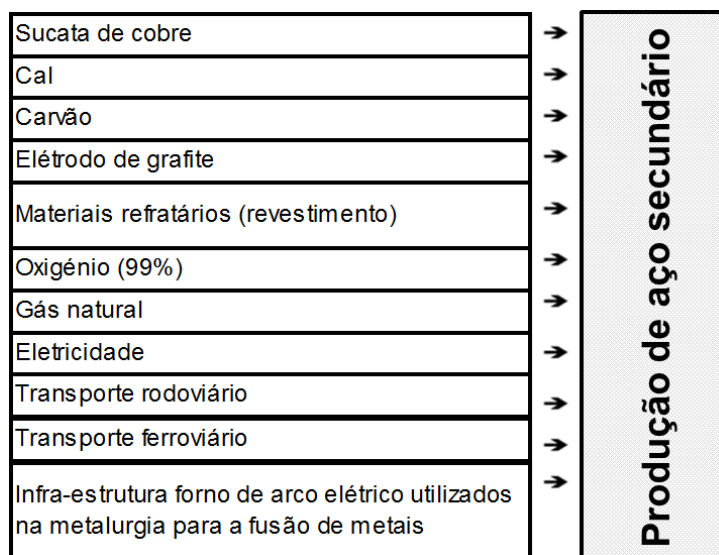 Sucata de cobre
Cal
Carvão
Elétrodo de grafite
Materiais refratários (revestimento)
Oxigénio (99%)
Gás natural
Eletricidade
Transporte rodoviário
Transporte ferroviário
Infra-estrutura forno de arco elétrico utilizados
na metalurgia para a fusão de metais
Produção de aço secundário